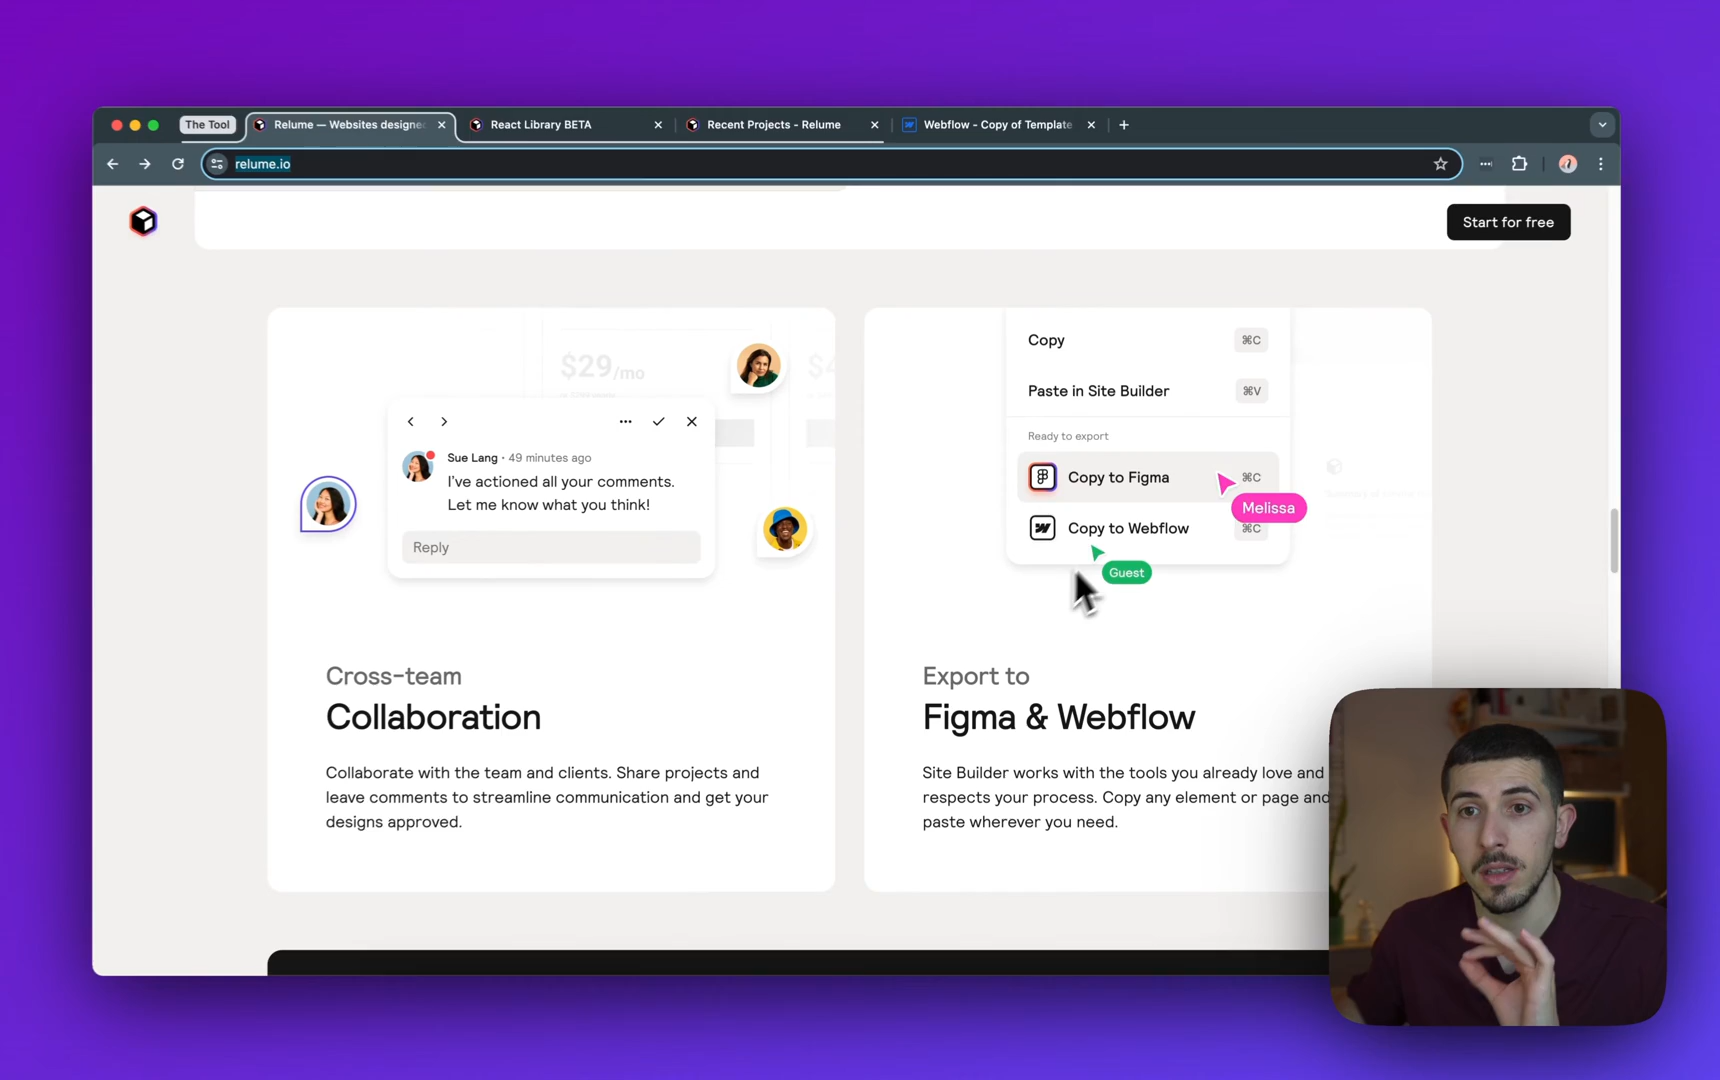 The Tool
Relume — Websites designe
React Library BETA
Recent Projects - Relume
Webflow - Copy of Template
relume.io
Start for free
$29/mo
Sue Lang • 49 minutes ago
I've actioned all your comments.
Let me know what you think!
Reply
Cross-team
Collaboration
Collaborate with the team and clients. Share projects and
leave comments to streamline communication and get your
designs approved.
Copy ⌘C
Paste in Site Builder ⌘V
Ready to export
Copy to Figma ⌘C
Melissa
Copy to Webflow ⌘C
Guest
Export to
Figma & Webflow
Site Builder works with the tools you already love and
respects your process. Copy any element or page and
paste wherever you need.